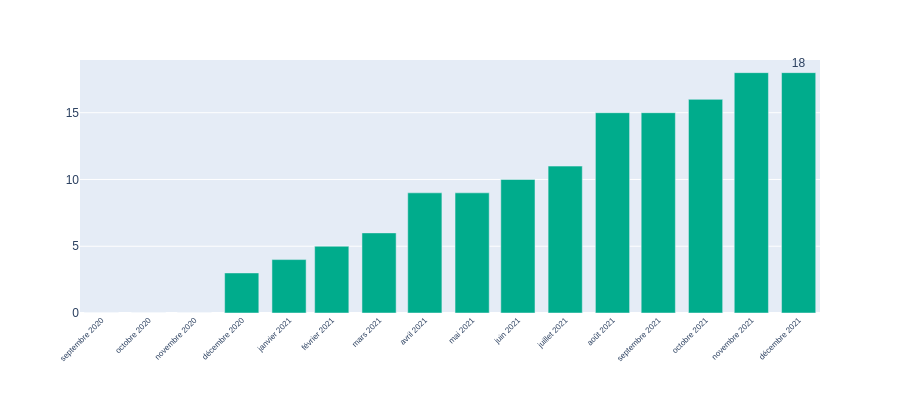 18
15
10
5
0
septembre 2020
octobre 2020
novembre 2020
décembre 2020
janvier 2021
février 2021
mars 2021
avril 2021
mai 2021
juin 2021
juillet 2021
août 2021
septembre 2021
octobre 2021
novembre 2021
décembre 2021